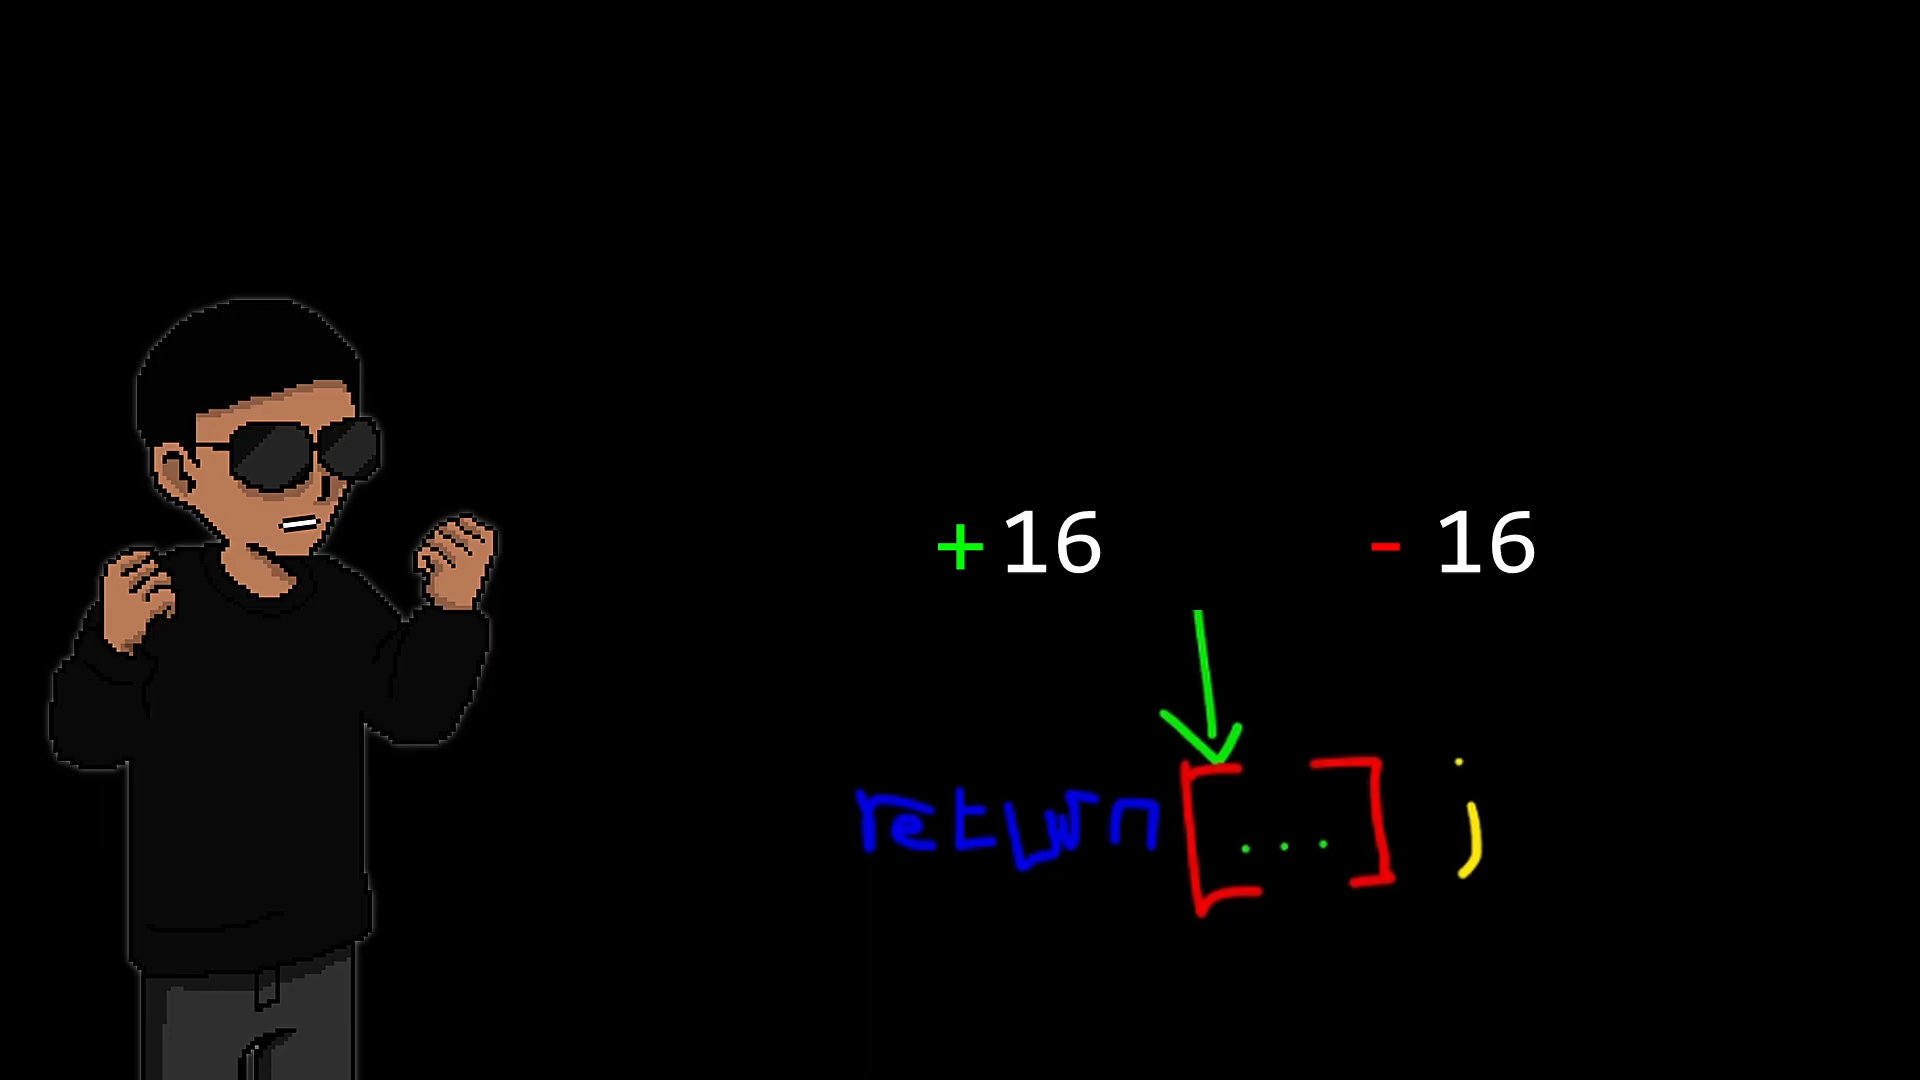 +16 - 16
return [...] ;